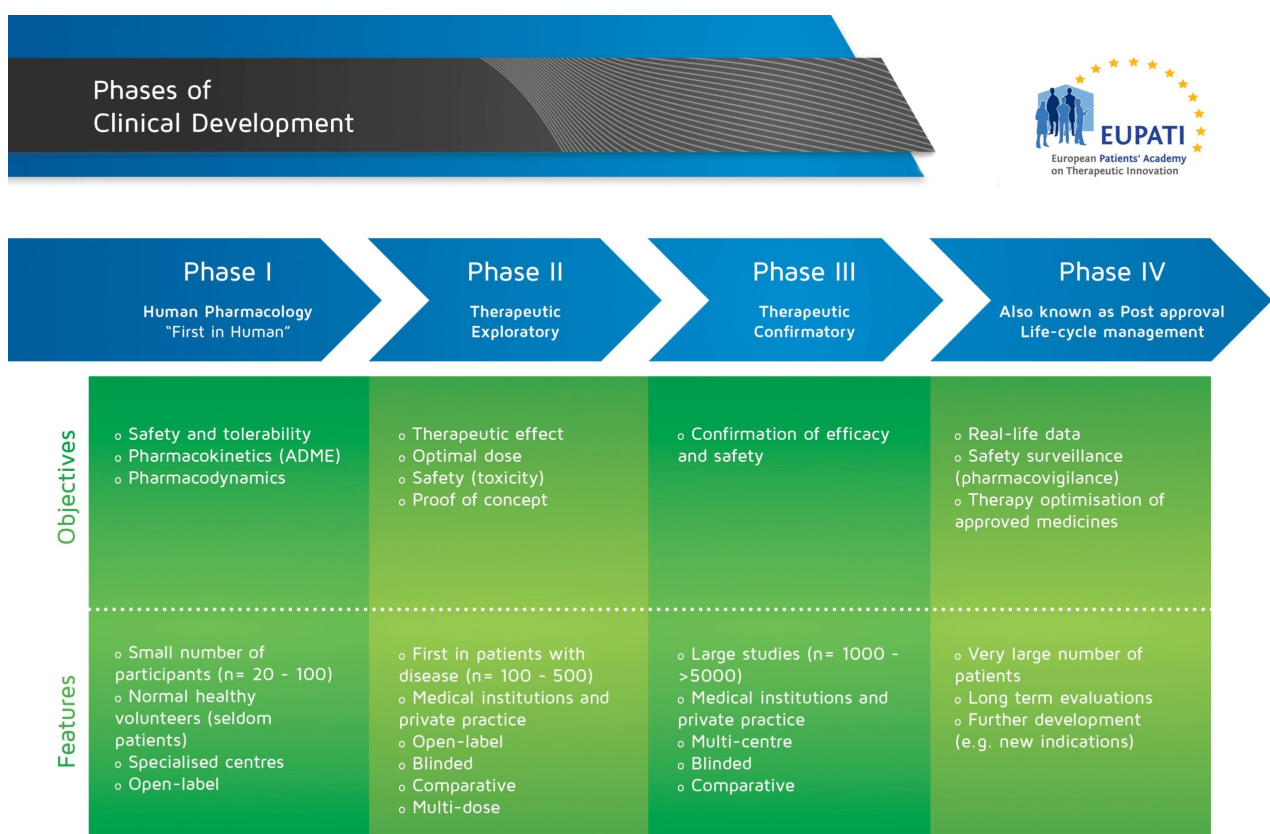 Phases of
Clinical Development
EUPATI
European Patients' Academy
on Therapeutic Innovation
Phase I
Human Pharmacology
"First in Human"
Phase II
Therapeutic
Exploratory
Phase III
Therapeutic
Confirmatory
Phase IV
Also known as Post approval
Life-cycle management
Objectives
o Safety and tolerability
o Pharmacokinetics (ADME)
o Pharmacodynamics
o Therapeutic effect
o Optimal dose
o Safety (toxicity)
o Proof of concept
o Confirmation of efficacy
and safety
o Real-life data
o Safety surveillance
(pharmacovigilance)
o Therapy optimisation of
approved medicines
Features
o Small number of
participants (n= 20 - 100)
o Normal healthy
volunteers (seldom
patients)
o Specialised centres
o Open-label
o First in patients with
disease (n= 100 - 500)
o Medical institutions and
private practice
o Open-label
o Blinded
o Comparative
o Multi-dose
o Large studies (n= 1000 -
>5000)
o Medical institutions and
private practice
o Multi-centre
o Blinded
o Comparative
o Very large number of
patients
o Long term evaluations
o Further development
(e.g. new indications)